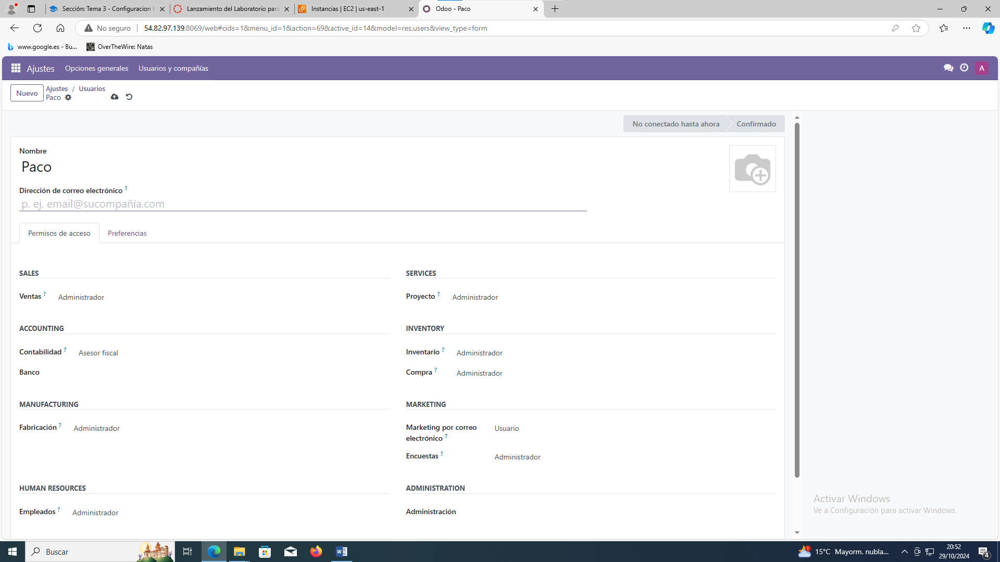 Sección: Tema 3 - Configuracion b
Lanzamiento del Laboratorio para
Instancias | EC2 | us-east-1
Odoo - Paco
No seguro
54.82.97.139:8069/web#cids=1&menu_id=1&action=69&active_id=14&model=res.users&view_type=form
www.google.es - Bu...
OverTheWire: Natas
Ajustes
Opciones generales
Usuarios y compañías
A
Nuevo
Ajustes / Usuarios
Paco
No conectado hasta ahora
Confirmado
Nombre
Paco
Dirección de correo electrónico ?
p. ej. email@sucompañía.com
Permisos de acceso
Preferencias
SALES
SERVICES
Ventas ? Administrador
Proyecto ? Administrador
ACCOUNTING
INVENTORY
Contabilidad ? Asesor fiscal
Inventario ? Administrador
Banco
Compra ? Administrador
MANUFACTURING
MARKETING
Fabricación ? Administrador
Marketing por correo
electrónico ?
Usuario
Encuestas ? Administrador
HUMAN RESOURCES
ADMINISTRATION
Empleados ? Administrador
Administración
Activar Windows
Ve a Configuración para activar Windows.
Buscar
1
15°C Mayorm. nubla...
20:52
29/10/2024
4